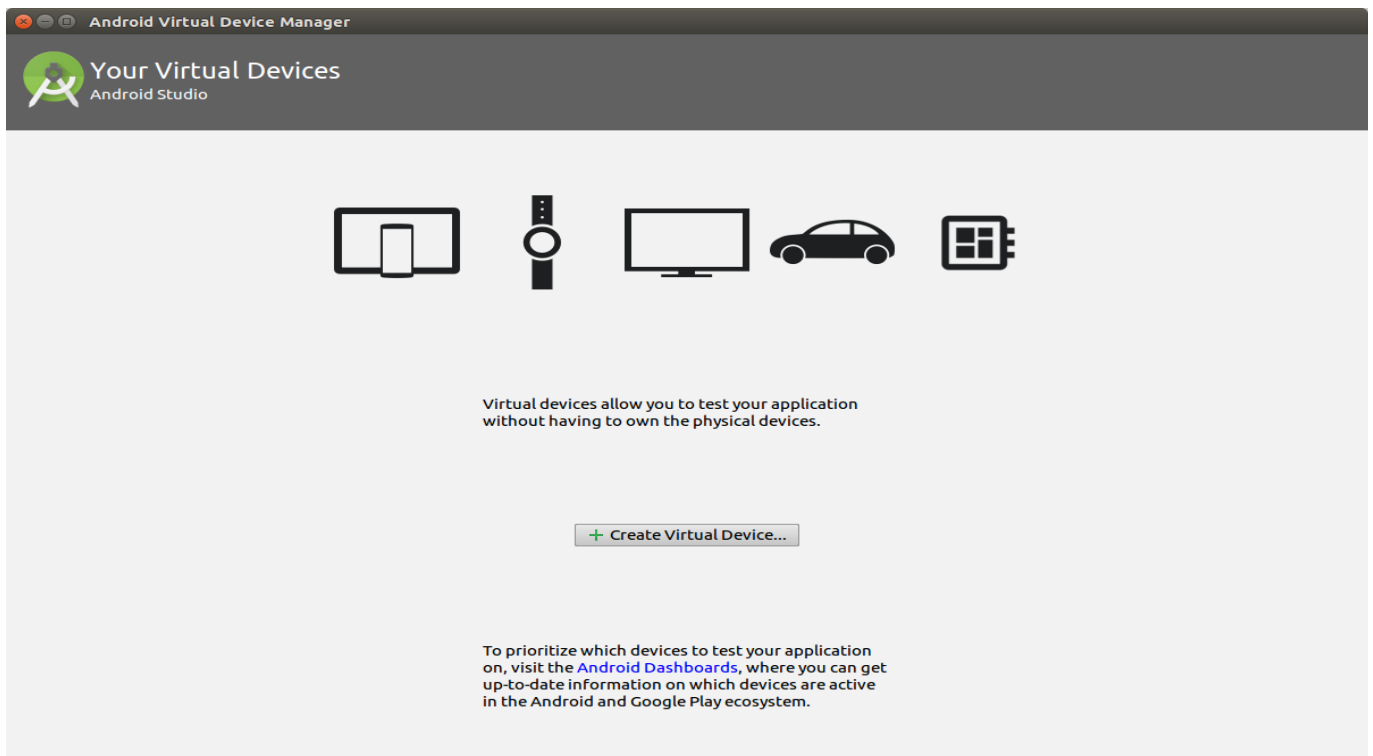 Android Virtual Device Manager
Your Virtual Devices
Android Studio
Virtual devices allow you to test your application
without having to own the physical devices.
+ Create Virtual Device...
To prioritize which devices to test your application
on, visit the Android Dashboards, where you can get
up-to-date information on which devices are active
in the Android and Google Play ecosystem.